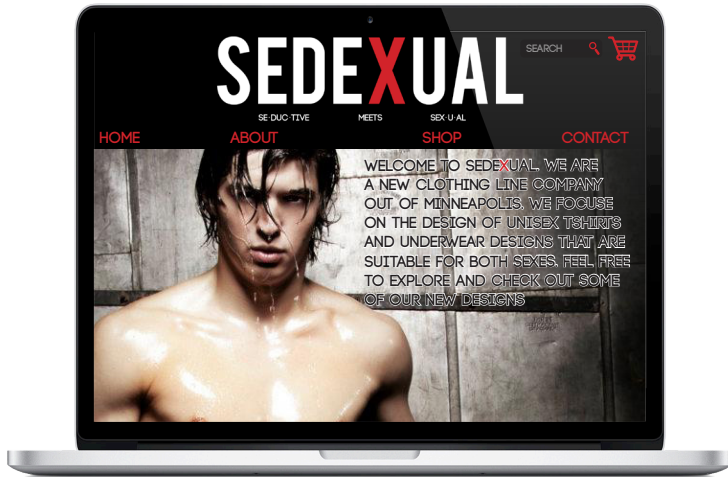 SEDEXUAL
SEARCH
SE·DUC·TIVE MEETS SEX·U·AL
HOME ABOUT SHOP CONTACT
WELCOME TO SEDEXUAL. WE ARE
A NEW CLOTHING LINE COMPANY
OUT OF MINNEAPOLIS. WE FOCUSE
ON THE DESIGN OF UNISEX TSHIRTS
AND UNDERWEAR DESIGNS THAT ARE
SUITABLE FOR BOTH SEXES. FEEL FREE
TO EXPLORE AND CHECK OUT SOME
OF OUR NEW DESIGNS